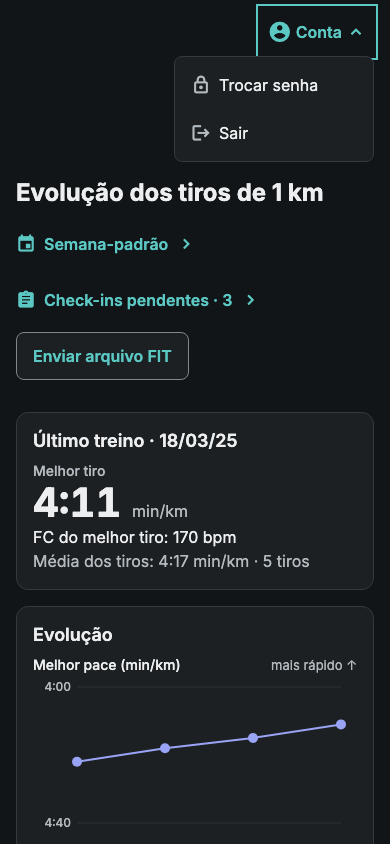 Conta
Trocar senha
Sair
Evolução dos tiros de 1 km
Semana-padrão
Check-ins pendentes · 3
Enviar arquivo FIT
Último treino · 18/03/25
Melhor tiro
4:11 min/km
FC do melhor tiro: 170 bpm
Média dos tiros: 4:17 min/km · 5 tiros
Evolução
Melhor pace (min/km) mais rápido ↑
4:00
4:40